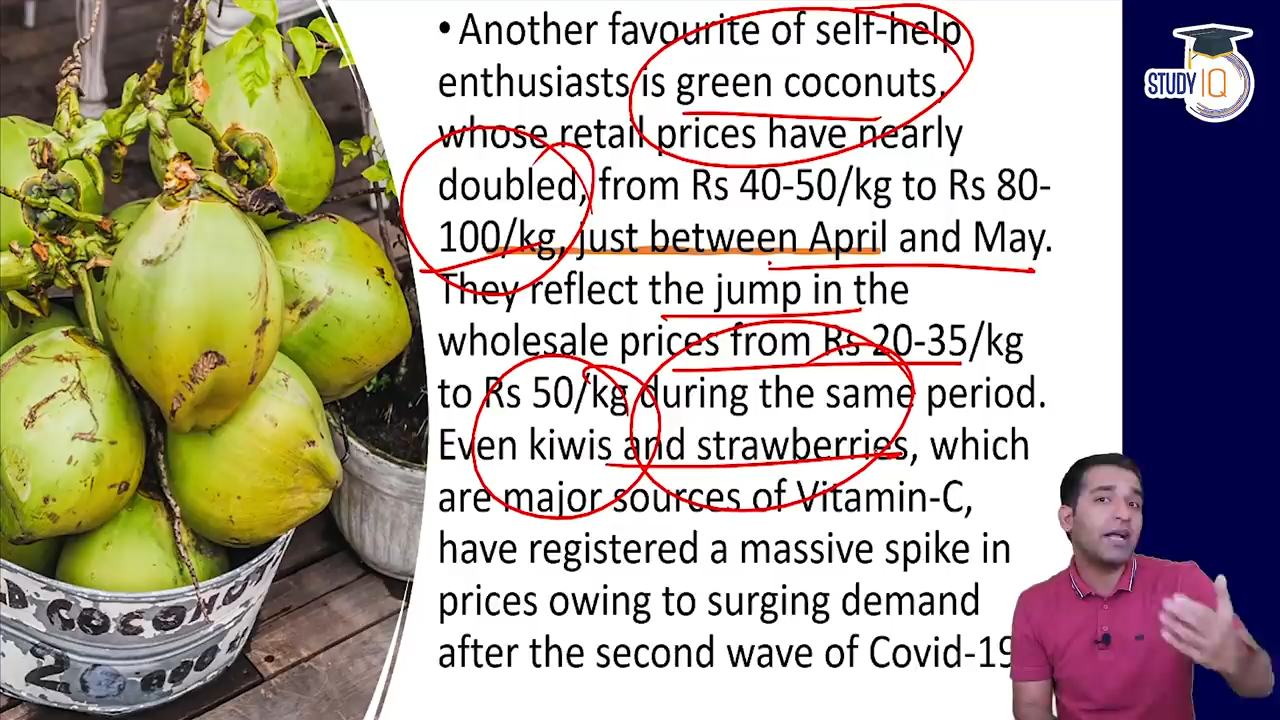 • Another favourite of self-help
enthusiasts is green coconuts,
whose retail prices have nearly
doubled, from Rs 40-50/kg to Rs 80-
100/kg, just between April and May.
They reflect the jump in the
wholesale prices from Rs 20-35/kg
to Rs 50/kg during the same period.
Even kiwis and strawberries, which
are major sources of Vitamin-C,
have registered a massive spike in
prices owing to surging demand
after the second wave of Covid-19
STUDY IQ